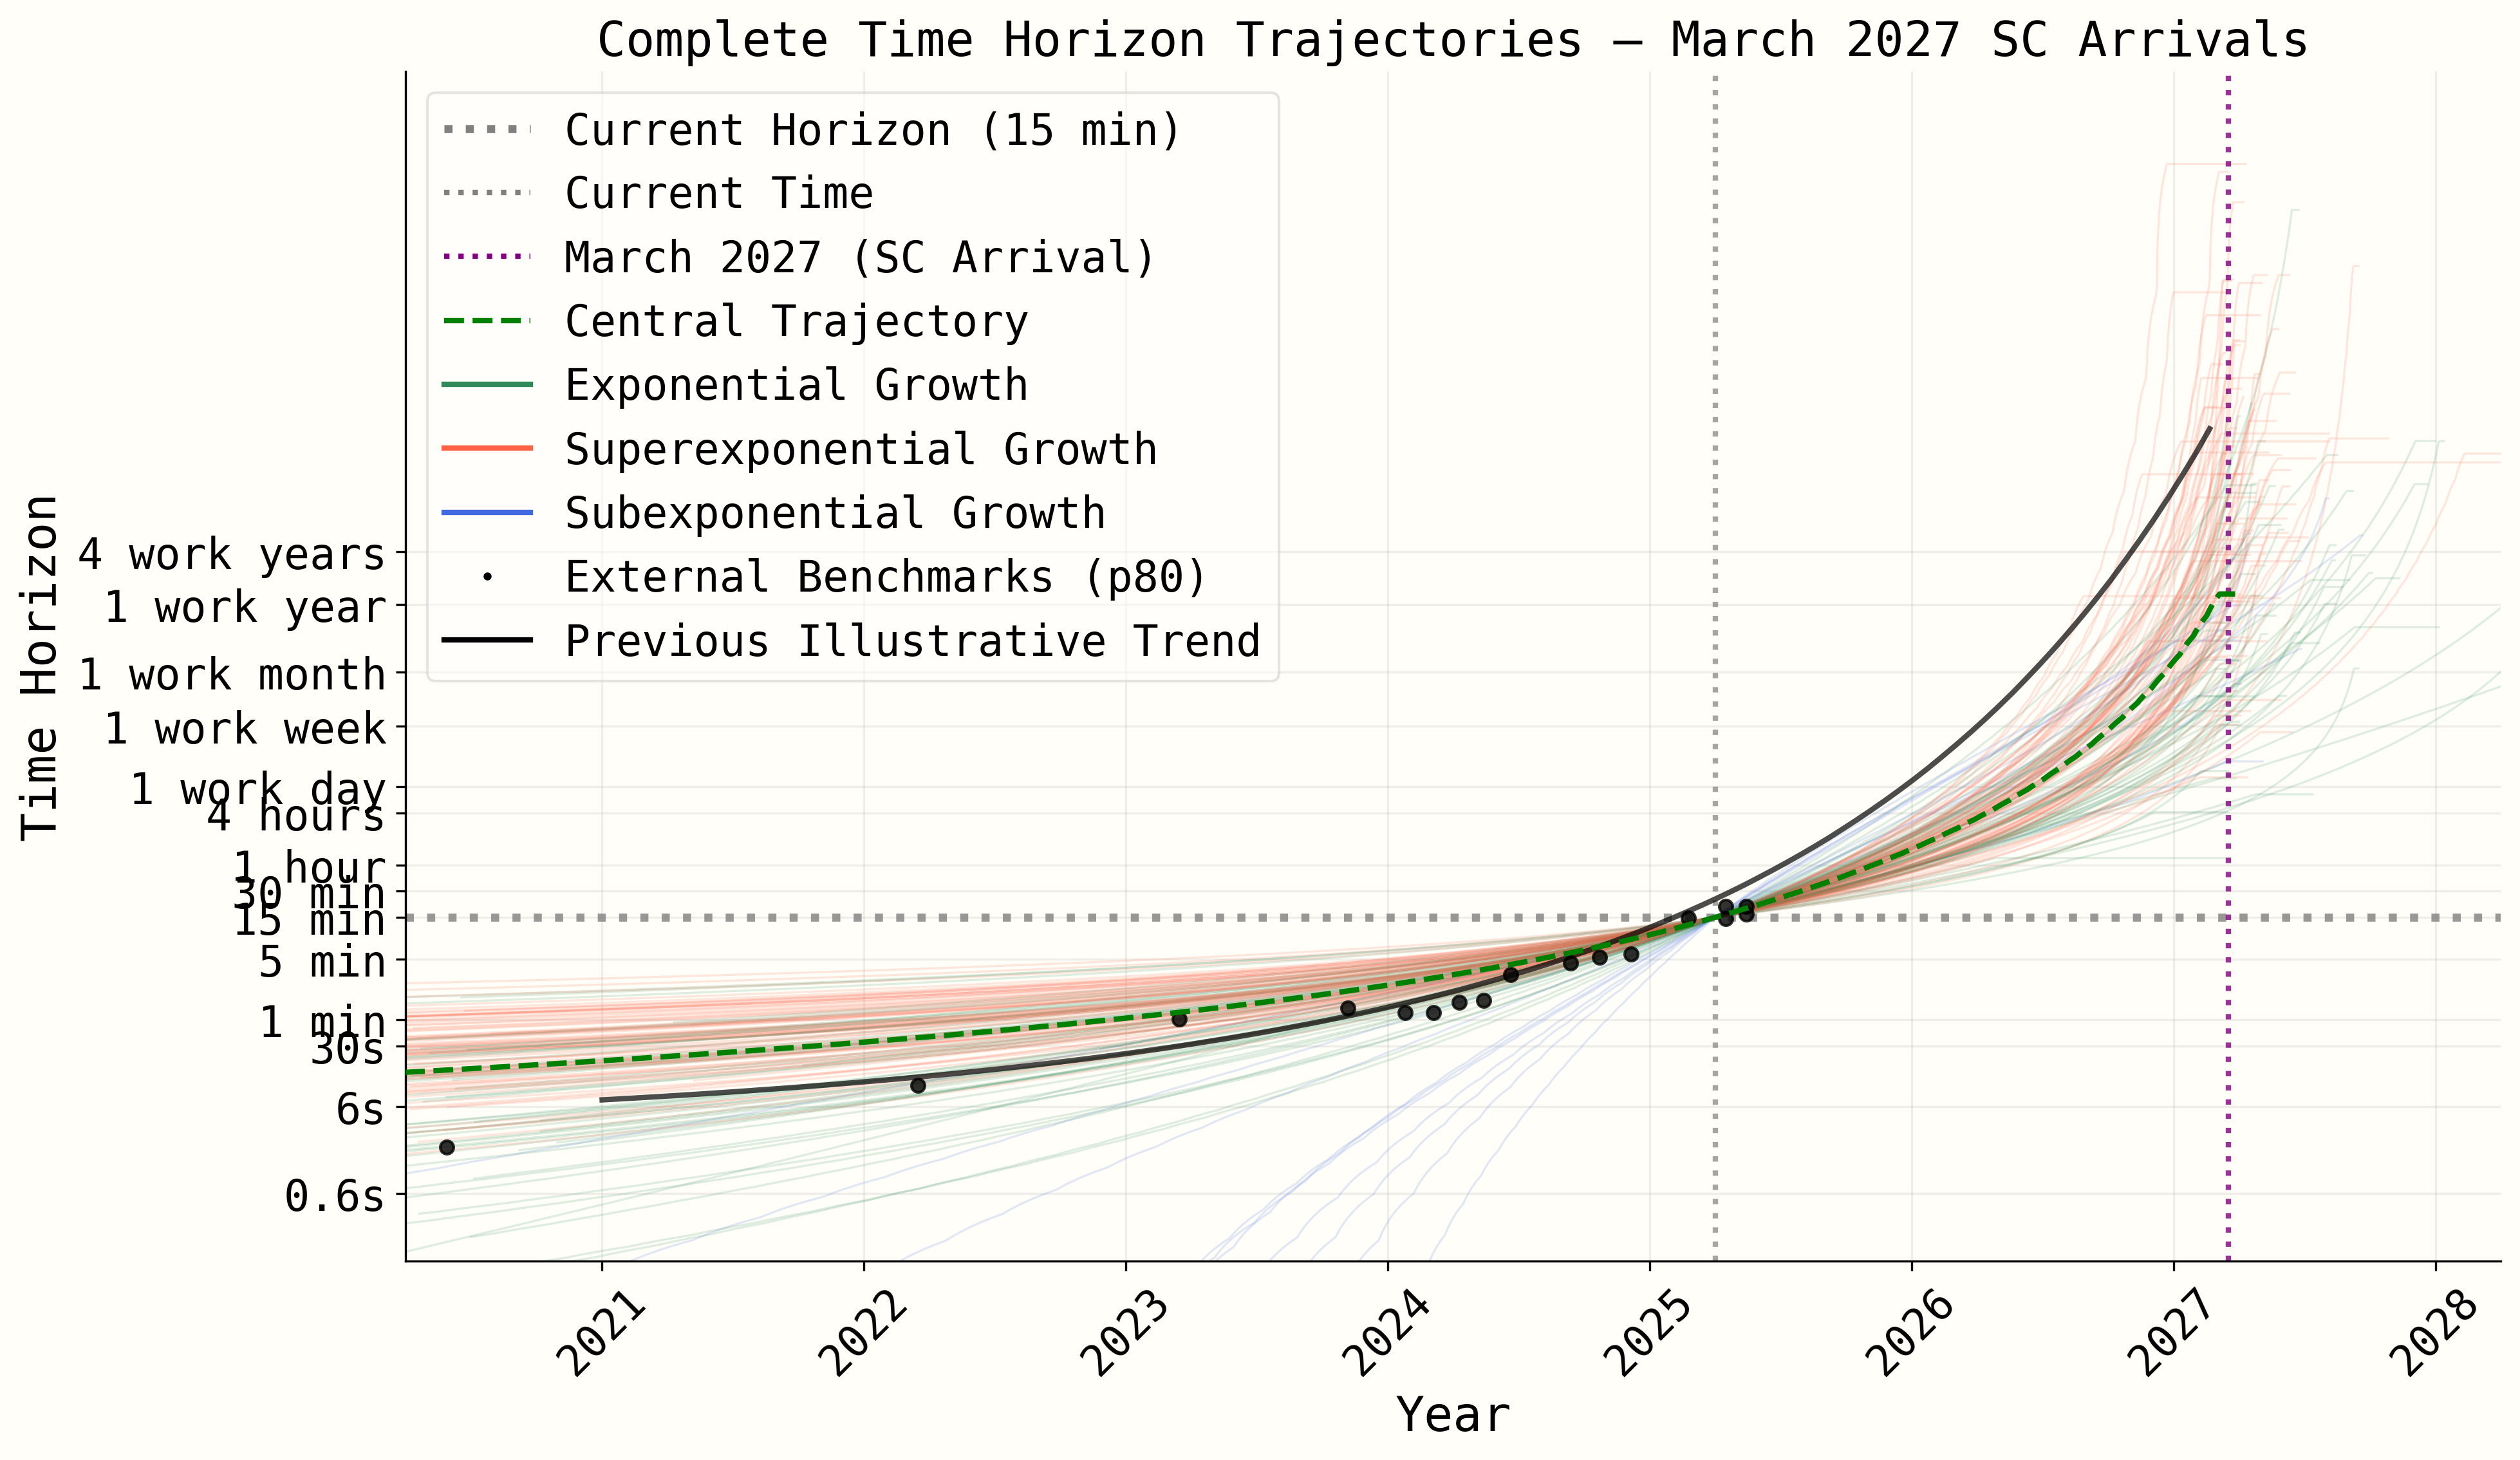 Complete Time Horizon Trajectories — March 2027 SC Arrivals
Current Horizon (15 min)
Current Time
March 2027 (SC Arrival)
Central Trajectory
Exponential Growth
Superexponential Growth
Subexponential Growth
External Benchmarks (p80)
Previous Illustrative Trend
Time Horizon
4 work years
1 work year
1 work month
1 work week
1 work day
4 hours
1 hour
30 min
15 min
5 min
1 min
30s
6s
0.6s
2021
2022
2023
2024
2025
2026
2027
2028
Year